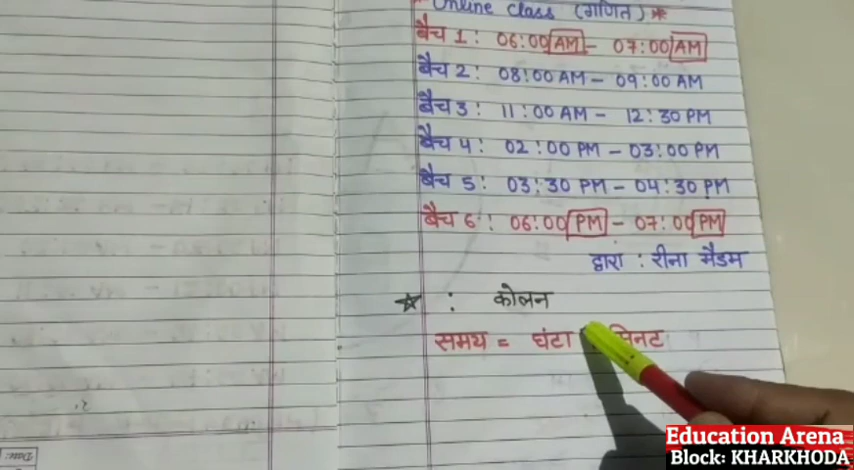 * Online Class (गणित) *
बैच 1: 06:00 AM – 07:00 AM
बैच 2: 08:00 AM – 09:00 AM
बैच 3: 11:00 AM – 12:30 PM
बैच 4: 02:00 PM – 03:00 PM
बैच 5: 03:30 PM – 04:30 PM
बैच 6: 06:00 PM – 07:00 PM
द्वारा : रीना मैडम
☆ : कोलन
समय = घंटा मिनट
Education Arena
Block: KHARKHODA